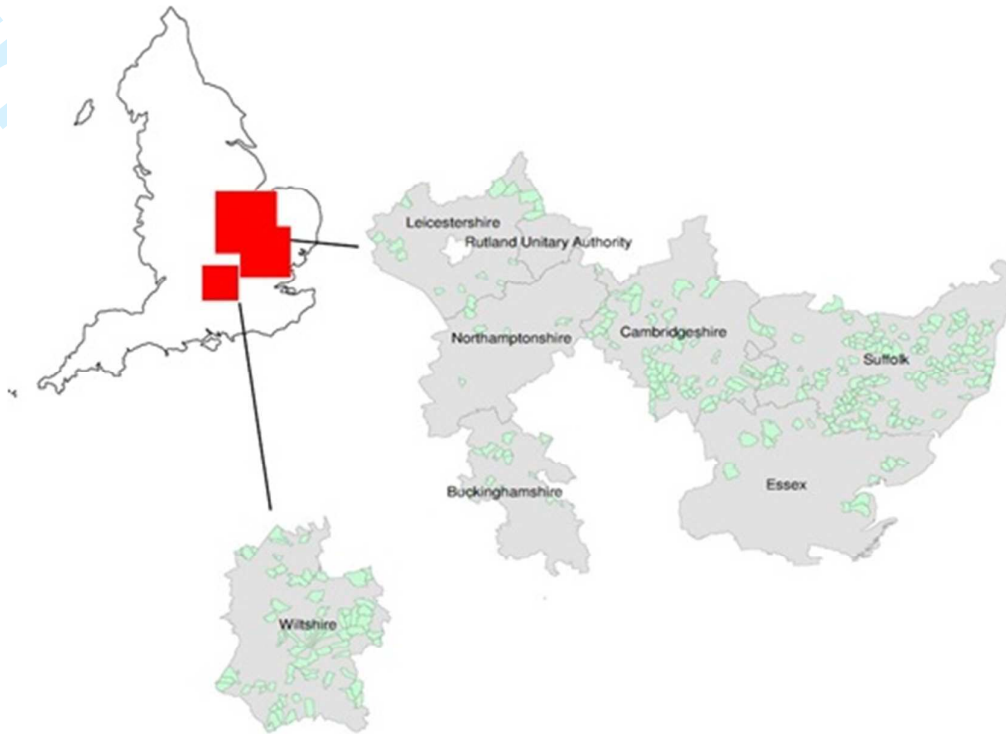 Leicestershire
Rutland Unitary Authority
Northamptonshire
Cambridgeshire
Suffolk
Buckinghamshire
Essex
Wiltshire